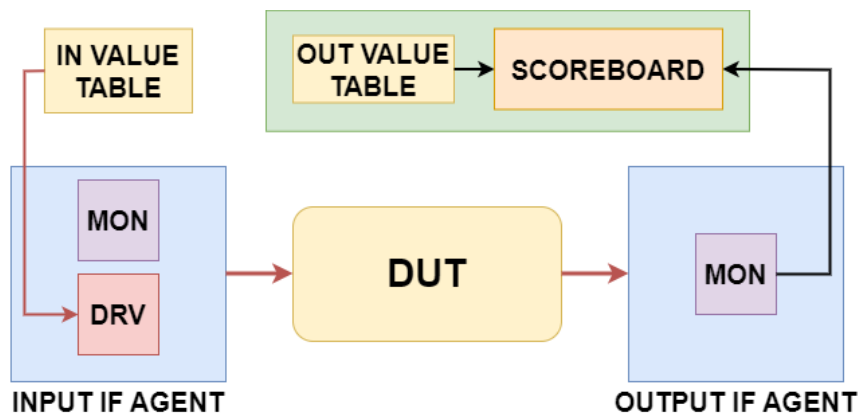 IN VALUE
TABLE
OUT VALUE
TABLE
SCOREBOARD
MON
DRV
DUT
MON
INPUT IF AGENT
OUTPUT IF AGENT